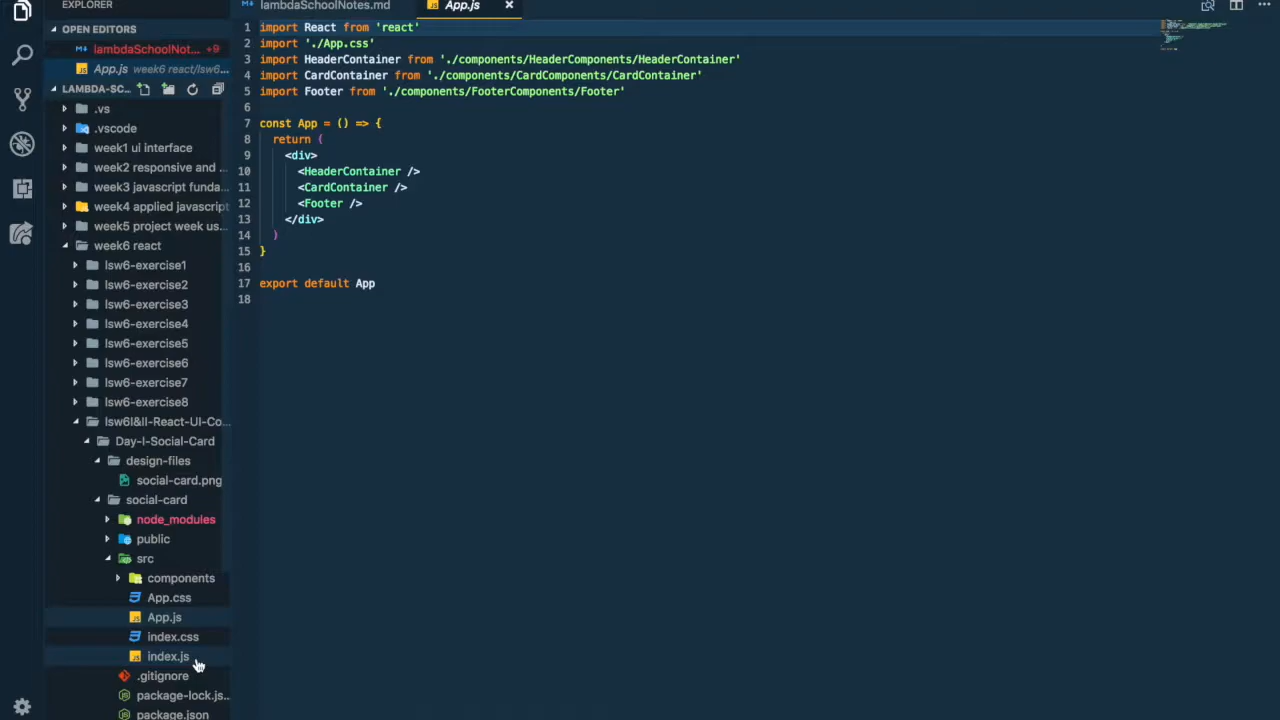 EXPLORER
OPEN EDITORS
lambdaSchoolNot... +9
App.js week6 react/lsw6...
LAMBDA-SC...
.vs
.vscode
week1 ui interface
week2 responsive and ...
week3 javascript funda...
week4 applied javascript
week5 project week us...
week6 react
lsw6-exercise1
lsw6-exercise2
lsw6-exercise3
lsw6-exercise4
lsw6-exercise5
lsw6-exercise6
lsw6-exercise7
lsw6-exercise8
lsw6I&II-React-UI-Co...
Day-I-Social-Card
design-files
social-card.png
social-card
node_modules
public
src
components
App.css
App.js
index.css
index.js
.gitignore
package-lock.js...
package.json
lambdaSchoolNotes.md
App.js
1 import React from 'react'
2 import './App.css'
3 import HeaderContainer from './components/HeaderComponents/HeaderContainer'
4 import CardContainer from './components/CardComponents/CardContainer'
5 import Footer from './components/FooterComponents/Footer'
6
7 const App = () => {
8 return (
9 <div>
10 <HeaderContainer />
11 <CardContainer />
12 <Footer />
13 </div>
14 )
15 }
16
17 export default App
18